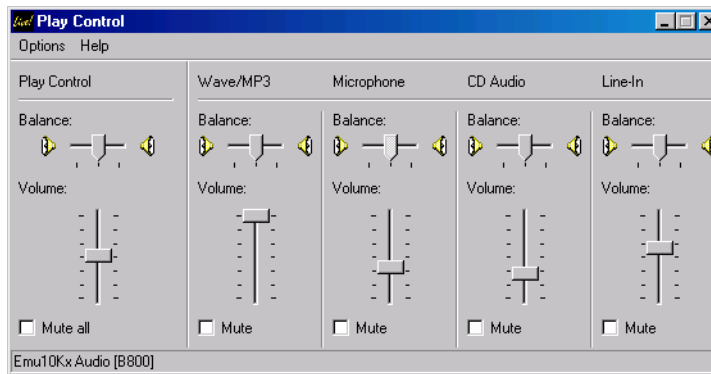 Live! Play Control
Options Help
Play Control Wave/MP3 Microphone CD Audio Line-In
Balance: Balance: Balance: Balance: Balance:
Volume: Volume: Volume: Volume: Volume:
Mute all Mute Mute Mute Mute
Emu10Kx Audio [B800]